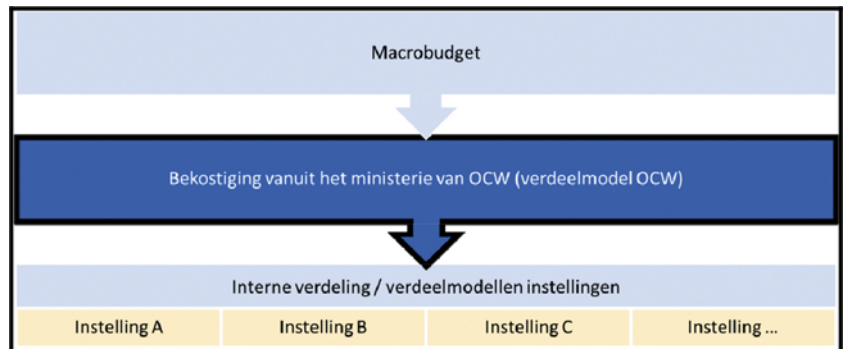 Macrobudget
Bekostiging vanuit het ministerie van OCW (verdeelmodel OCW)
Interne verdeling / verdeelmodellen instellingen
Instelling A Instelling B Instelling C Instelling ...